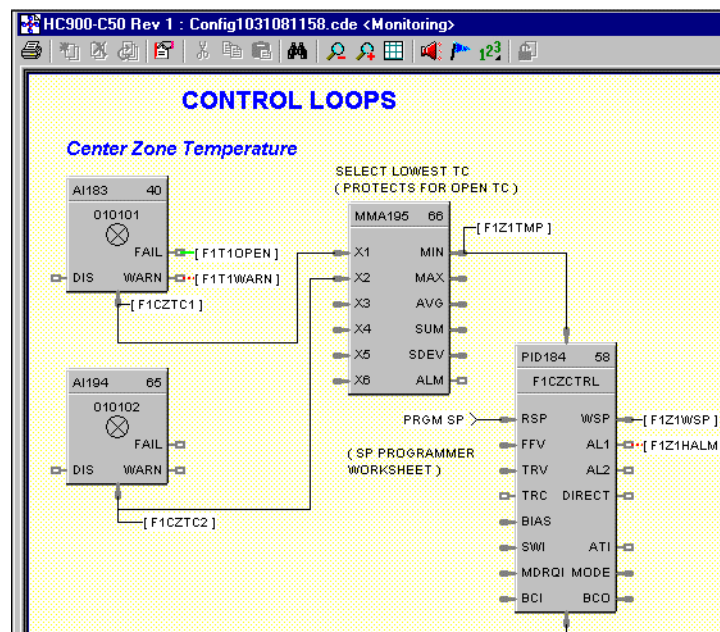 HC900-C50 Rev 1 : Config1031081158.cde <Monitoring>
CONTROL LOOPS
Center Zone Temperature
SELECT LOWEST TC
( PROTECTS FOR OPEN TC )
AI183 40
010101
FAIL
[ F1T1OPEN ]
DIS WARN
[ F1T1WARN ]
[ F1CZTC1 ]
MMA195 66
X1 MIN
X2 MAX
X3 AVG
X4 SUM
X5 SDEV
X6 ALM
[ F1Z1TMP ]
AI194 65
010102
FAIL
DIS WARN
[ F1CZTC2 ]
PRGM SP
( SP PROGRAMMER
WORKSHEET )
PID184 58
F1CZCTRL
RSP WSP
[ F1Z1WSP ]
FFV AL1
[ F1Z1HALM
TRV AL2
TRC DIRECT
BIAS
SWI ATI
MDRQI MODE
BCI BCO